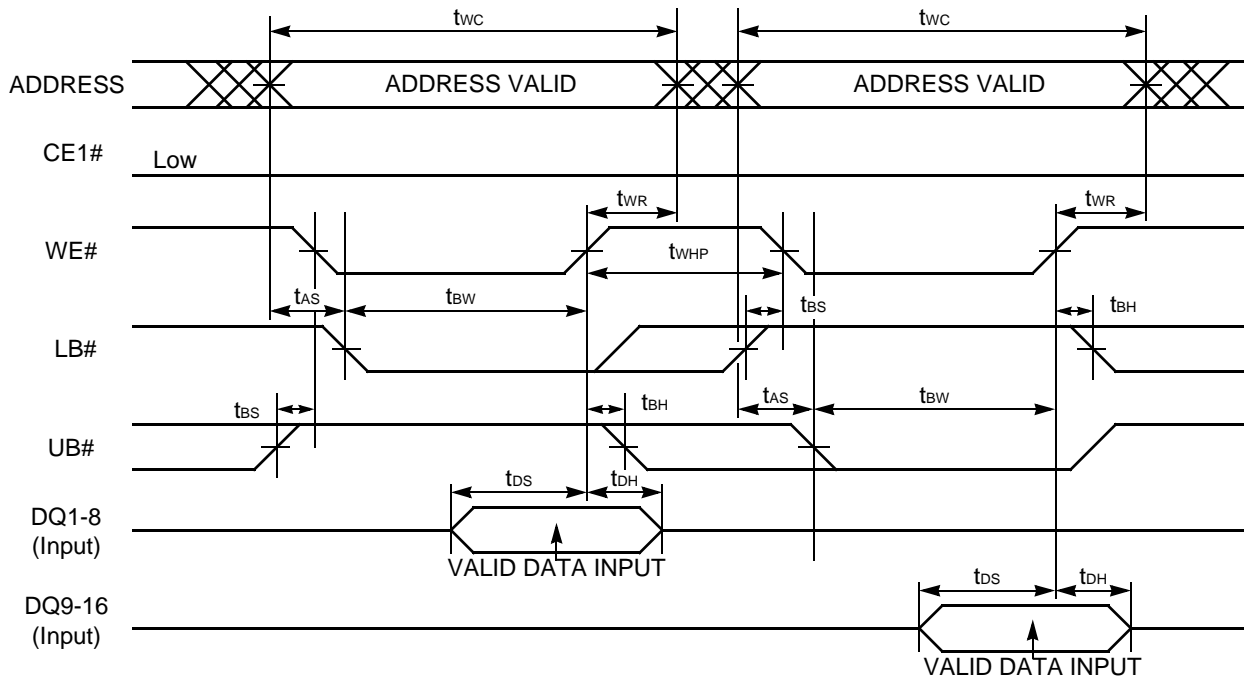 tWC tWC
ADDRESS ADDRESS VALID ADDRESS VALID
CE1# Low
tWR tWR
WE# tWHP
tAS tBW tBS tBH
LB#
tBS tBH tAS tBW
UB#
tDS tDH
DQ1-8
(Input)
VALID DATA INPUT
tDS tDH
DQ9-16
(Input)
VALID DATA INPUT